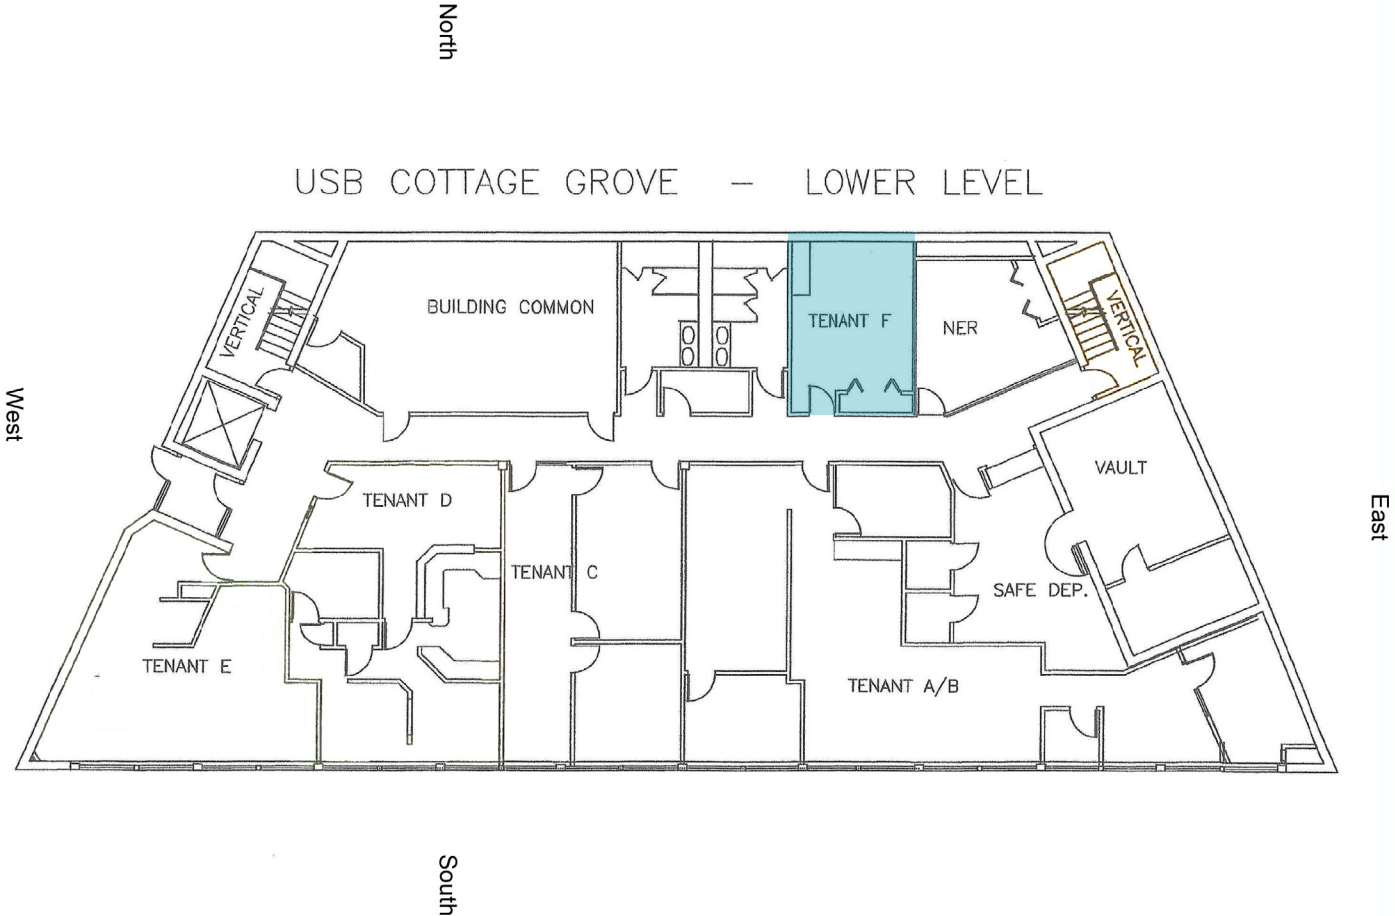 North
USB COTTAGE GROVE – LOWER LEVEL
VERTICAL
BUILDING COMMON
TENANT F
NER
VERTICAL
West
TENANT D
VAULT
East
TENANT C
SAFE DEP.
TENANT E
TENANT A/B
South